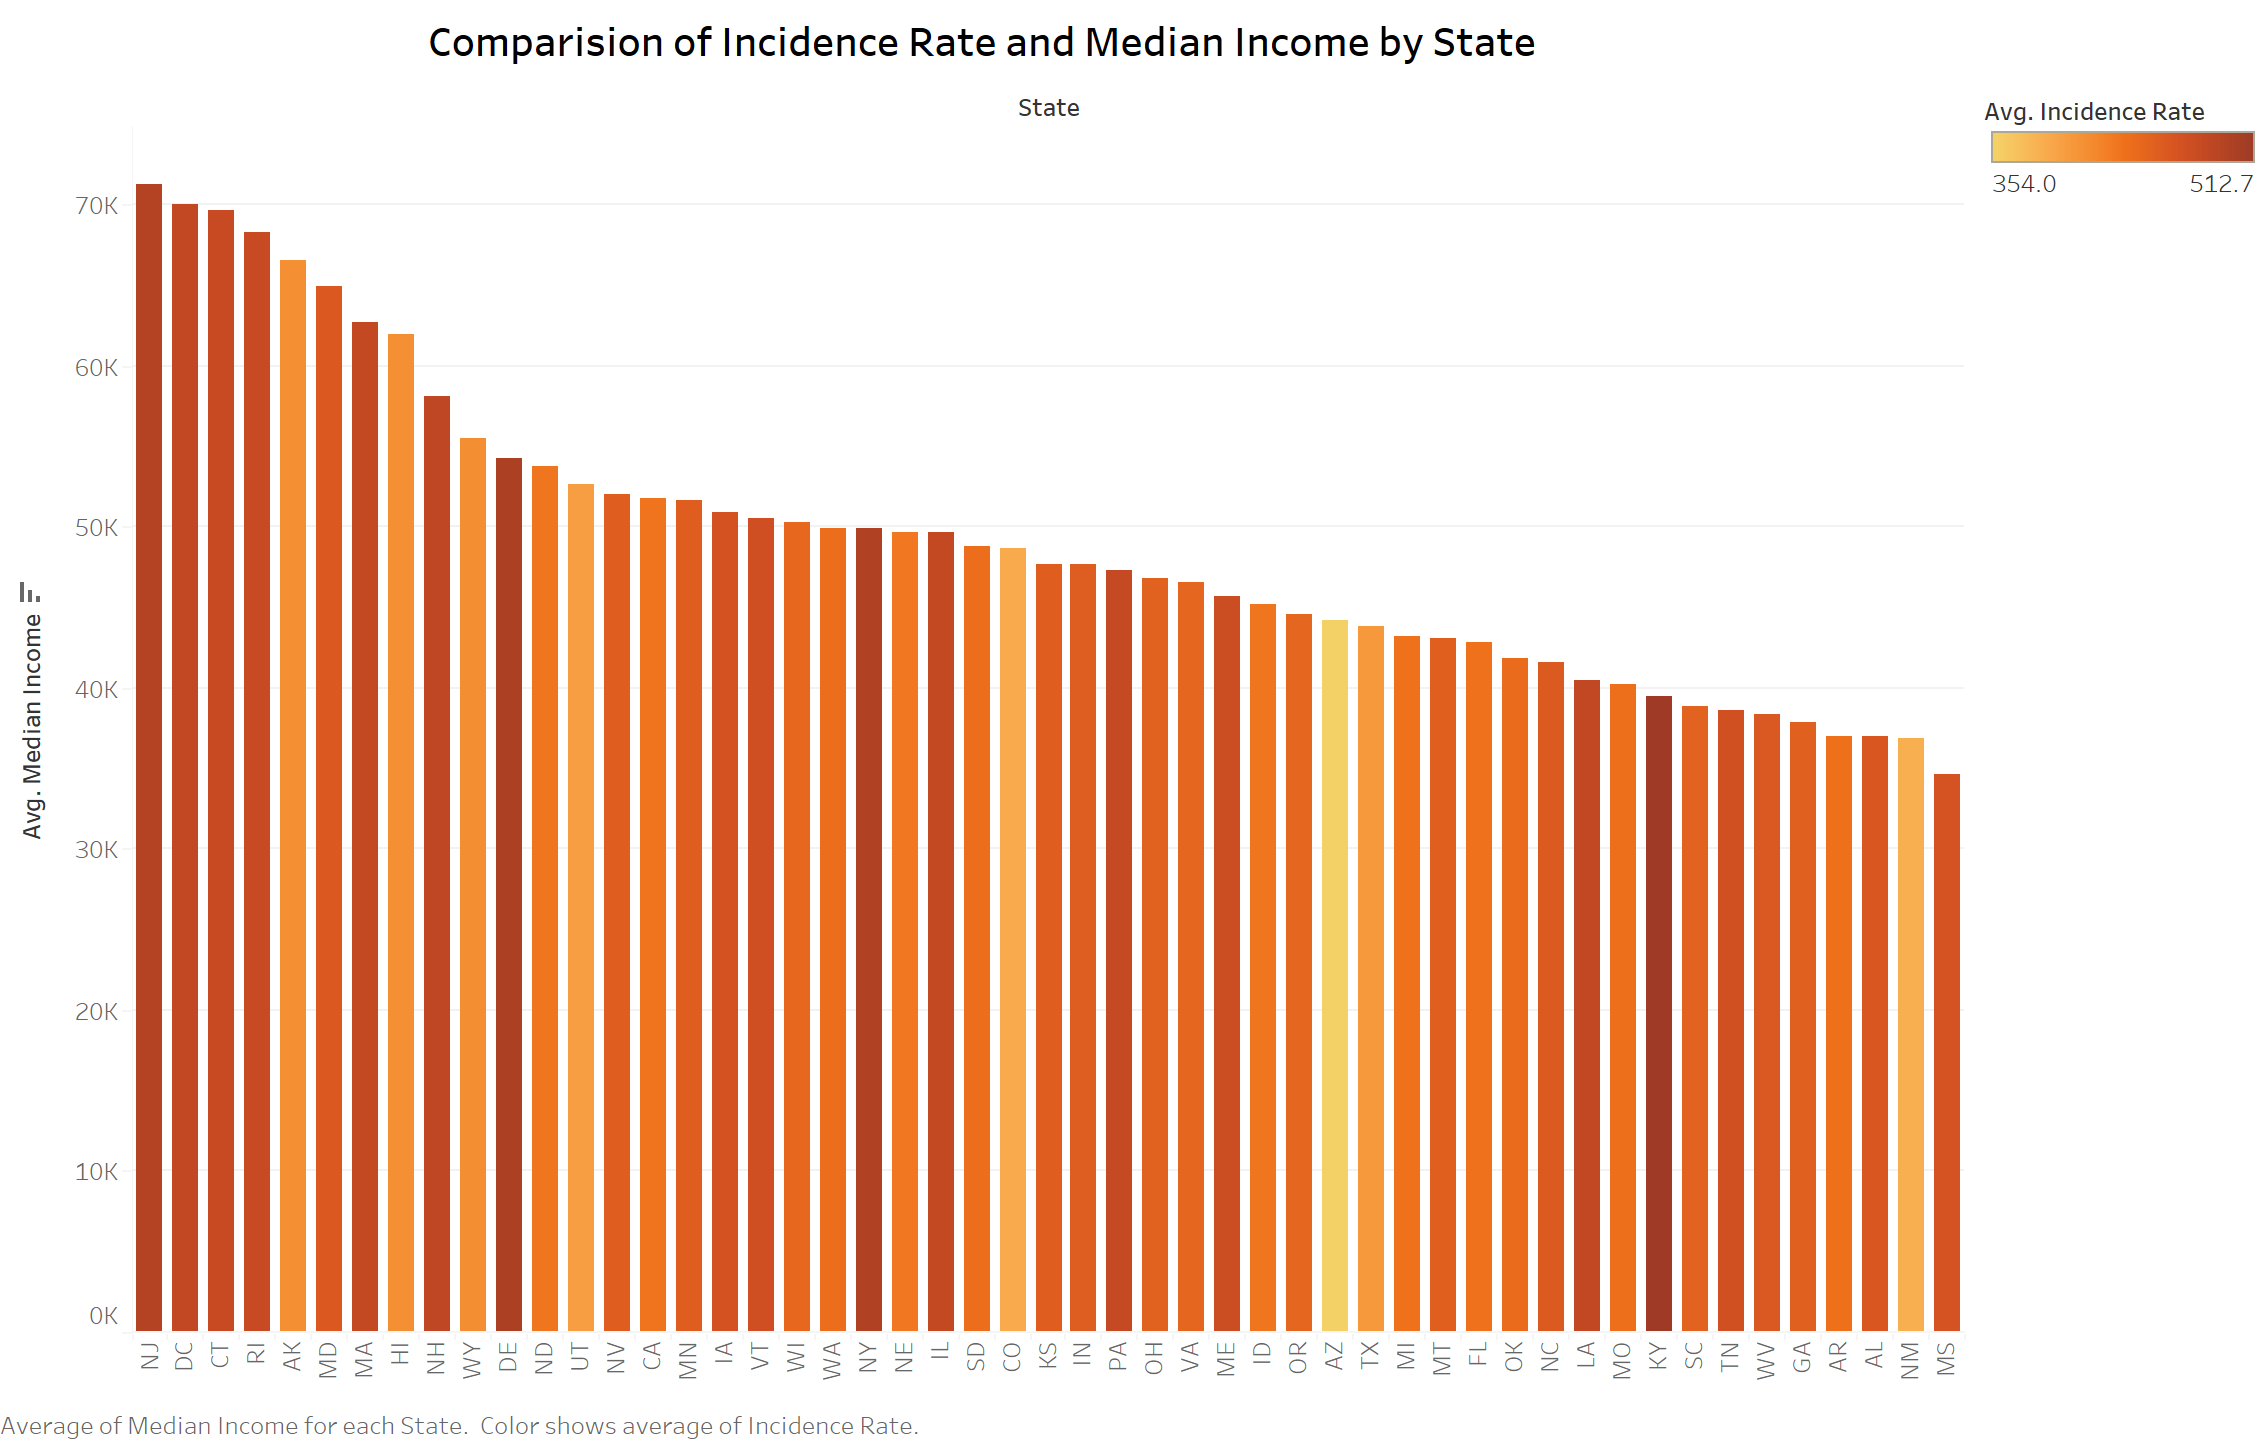 Comparision of Incidence Rate and Median Income by State
State
Avg. Incidence Rate
354.0 512.7
Avg. Median Income
70K
60K
50K
40K
30K
20K
10K
0K
NJ DC CT RI AK MD MA HI NH WY DE ND UT NV CA MN IA VT WI WA NY NE IL SD CO KS IN PA OH VA ME ID OR AZ TX MI MT FL OK NC LA MO KY SC TN WV GA AR AL NM MS
Average of Median Income for each State.  Color shows average of Incidence Rate.